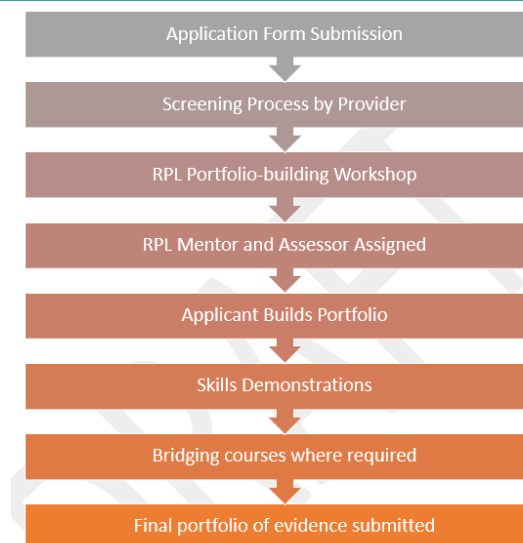 Application Form Submission
Screening Process by Provider
RPL Portfolio-building Workshop
RPL Mentor and Assessor Assigned
Applicant Builds Portfolio
Skills Demonstrations
Bridging courses where required
Final portfolio of evidence submitted
DRAFT